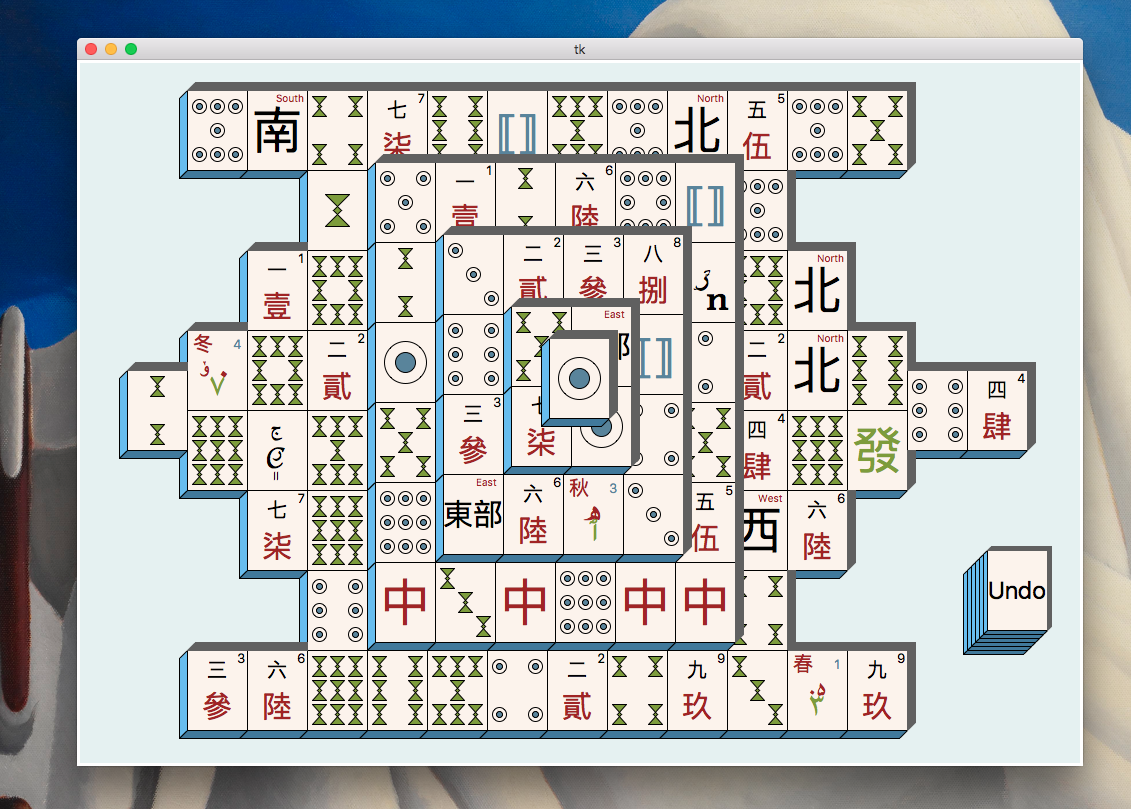 tk
South
南
七 7
柒
North
北
五 5
伍
一 1
壹
六 6
陸
一 1
壹
二 2
貳
三 3
參
八 8
捌
n
North
北
冬 4
二 2
貳
East
部
二 2
貳
North
北
四 4
肆
三 3
參
七
柒
四 4
肆
發
七 7
柒
East
東部
六 6
陸
秋 3
五 5
伍
West
西
六 6
陸
Undo
中 中 中 中
三 3
參
六 6
陸
二 2
貳
九 9
玖
春 1
九 9
玖